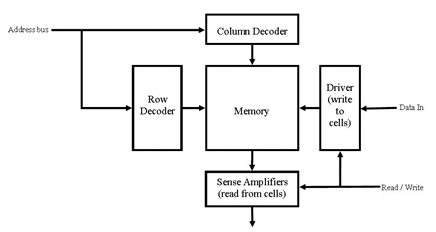 Address bus
Column Decoder
Row
Decoder
Memory
Driver
(write
to
cells)
Data In
Sense Amplifiers
(read from cells)
Read / Write